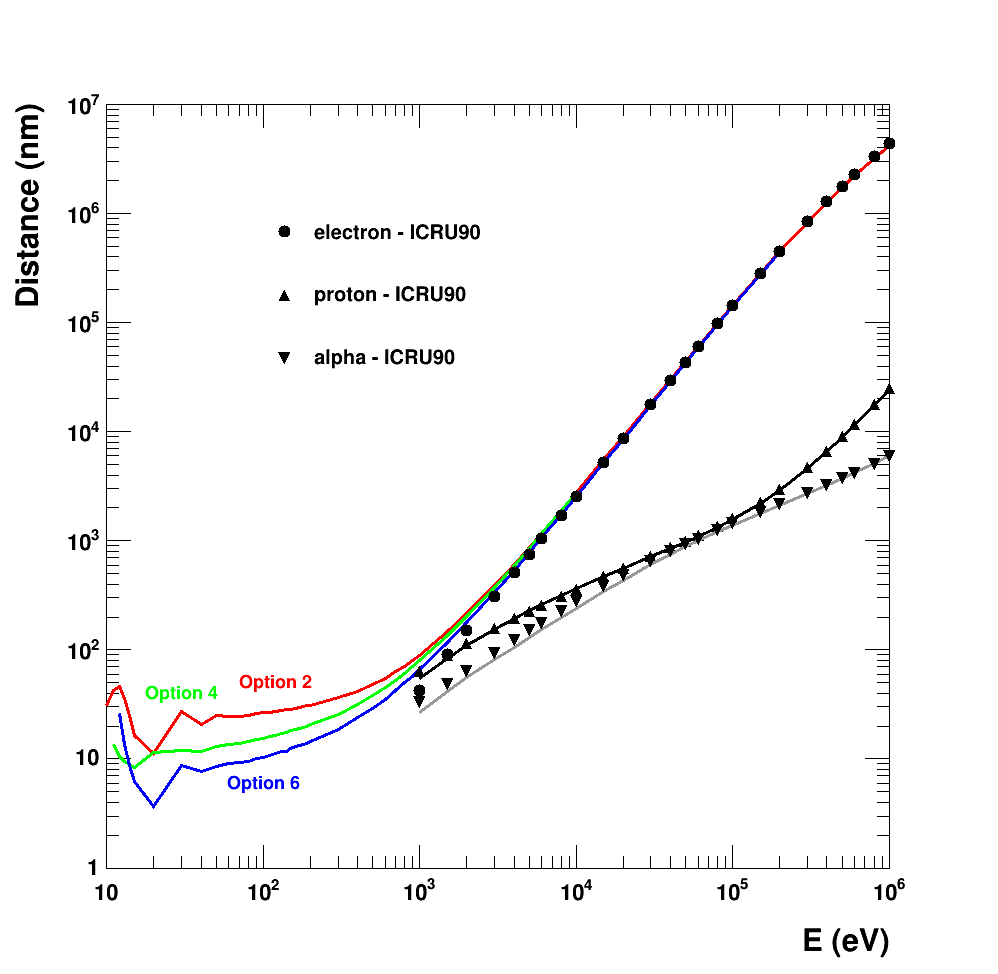 Distance (nm)
10^7
10^6
10^5
10^4
10^3
10^2
10
1
electron - ICRU90
proton - ICRU90
alpha - ICRU90
Option 4
Option 2
Option 6
10
10^2
10^3
10^4
10^5
10^6
E (eV)